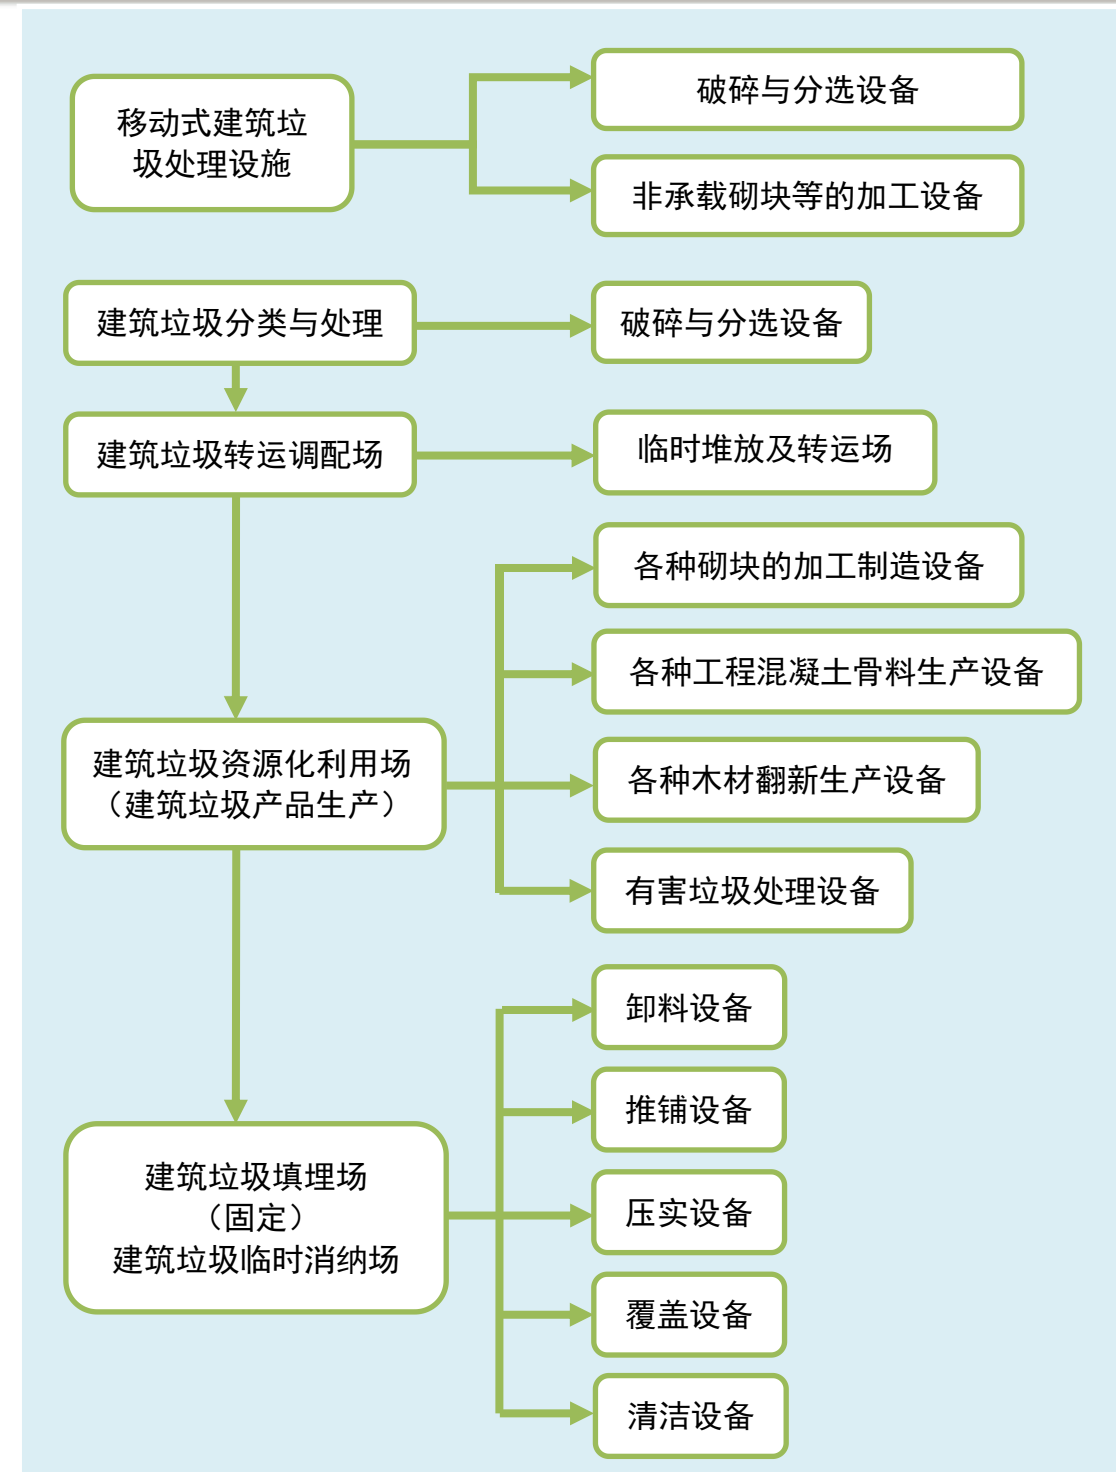 移动式建筑垃
圾处理设施
破碎与分选设备
非承载砌块等的加工设备
建筑垃圾分类与处理
破碎与分选设备
建筑垃圾转运调配场
临时堆放及转运场
建筑垃圾资源化利用场
（建筑垃圾产品生产）
各种砌块的加工制造设备
各种工程混凝土骨料生产设备
各种木材翻新生产设备
有害垃圾处理设备
建筑垃圾填埋场
（固定）
建筑垃圾临时消纳场
卸料设备
推铺设备
压实设备
覆盖设备
清洁设备